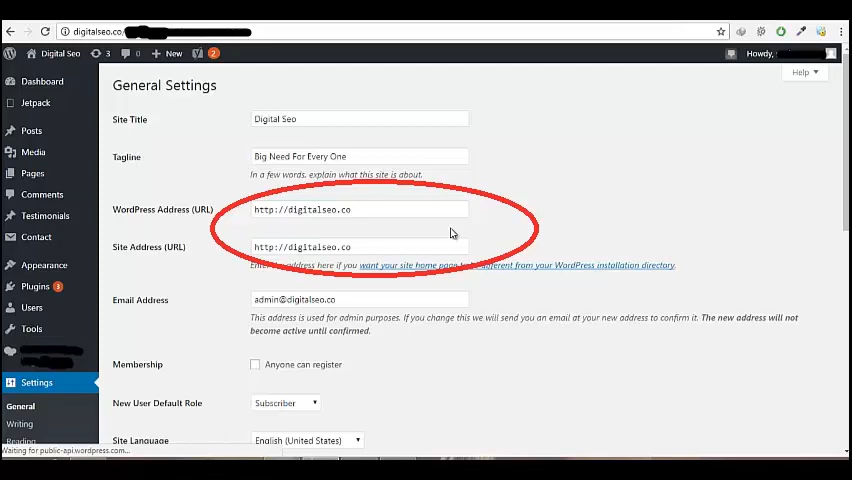 digitalseo.co/
Digital Seo 3 0 New 2 Howdy,
Help
Dashboard
Jetpack
Posts
Media
Pages
Comments
Testimonials
Contact
Appearance
Plugins 3
Users
Tools
Settings
General
Writing
Reading
General Settings
Site Title Digital Seo
Tagline Big Need For Every One
In a few words, explain what this site is about.
WordPress Address (URL) http://digitalseo.co
Site Address (URL) http://digitalseo.co
Enter the address here if you want your site home page to be different from your WordPress installation directory.
Email Address admin@digitalseo.co
This address is used for admin purposes. If you change this we will send you an email at your new address to confirm it. The new address will not
become active until confirmed.
Membership Anyone can register
New User Default Role Subscriber
Site Language English (United States)
Waiting for public-api.wordpress.com...